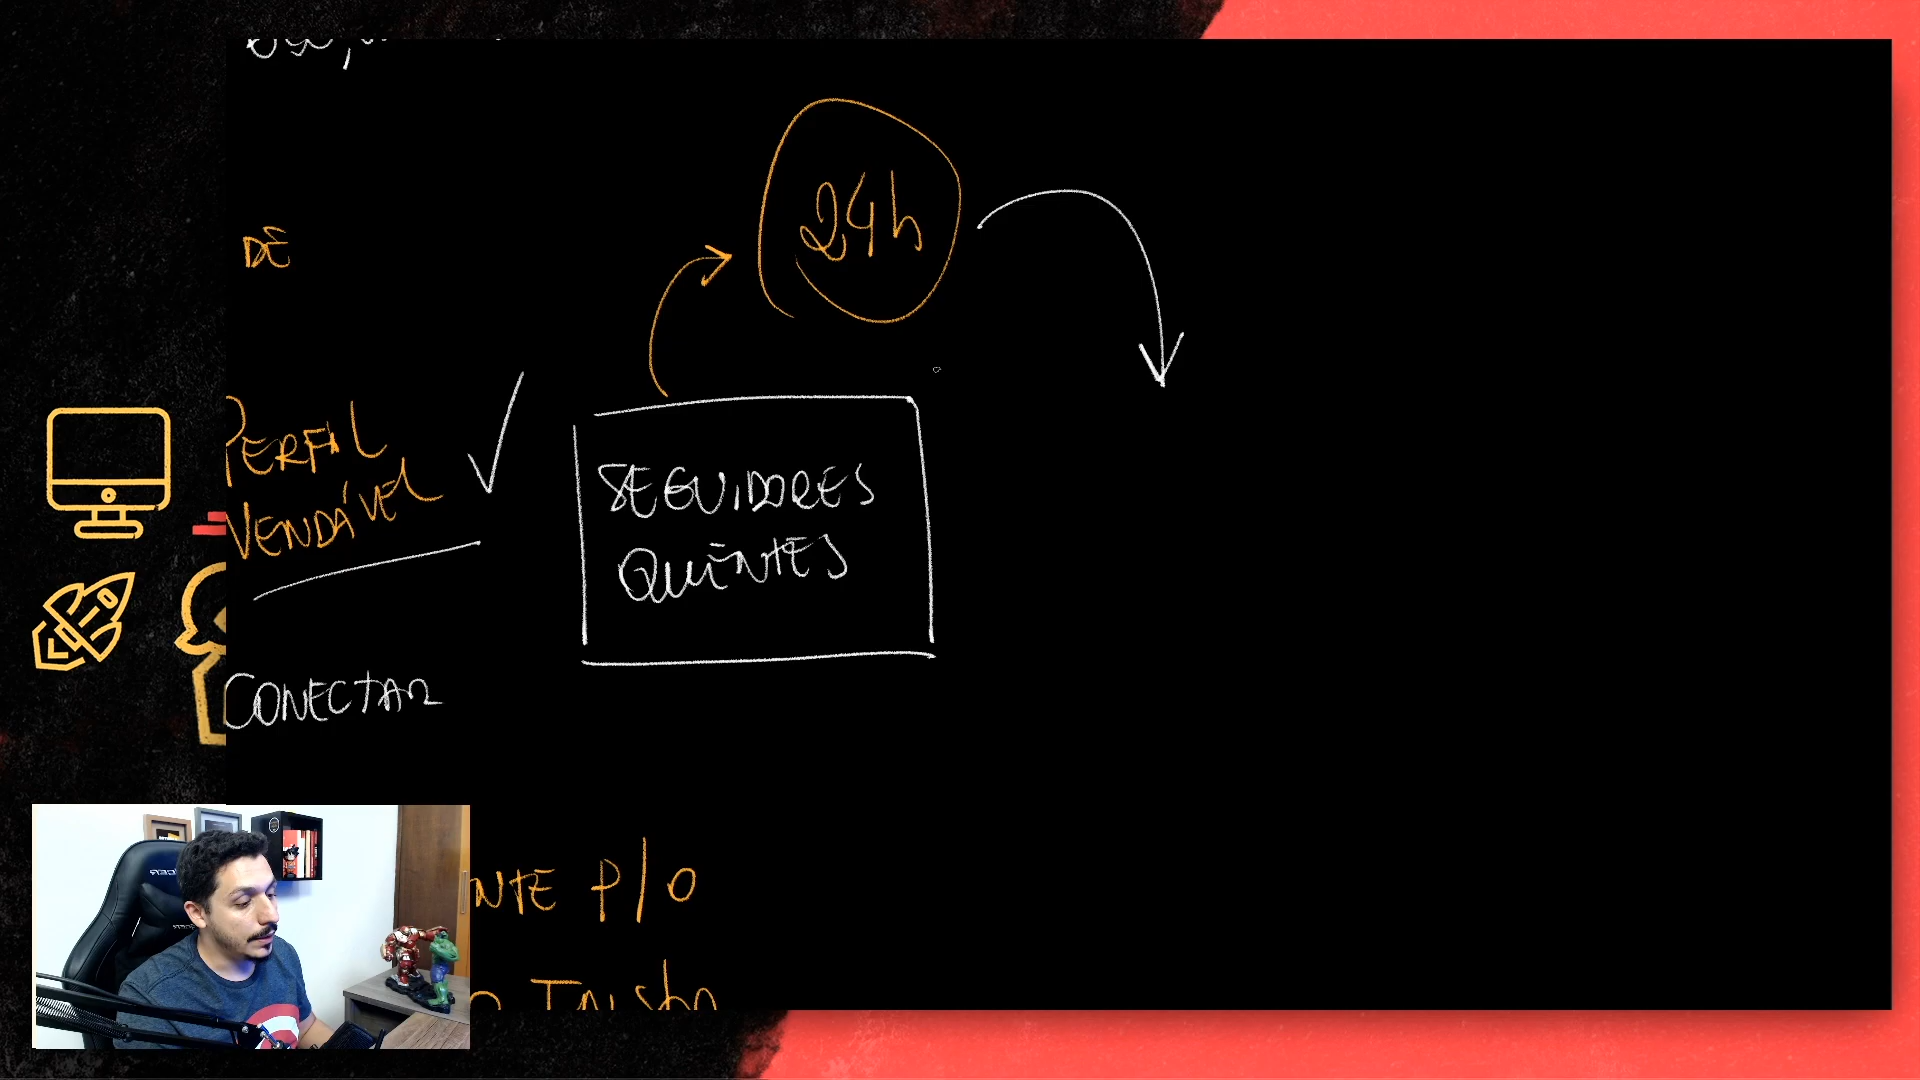 24h
DE
PERFIL
VENDÁVEL
SEGUIDORES
QUENTES
CONECTAR
NTE P/ O